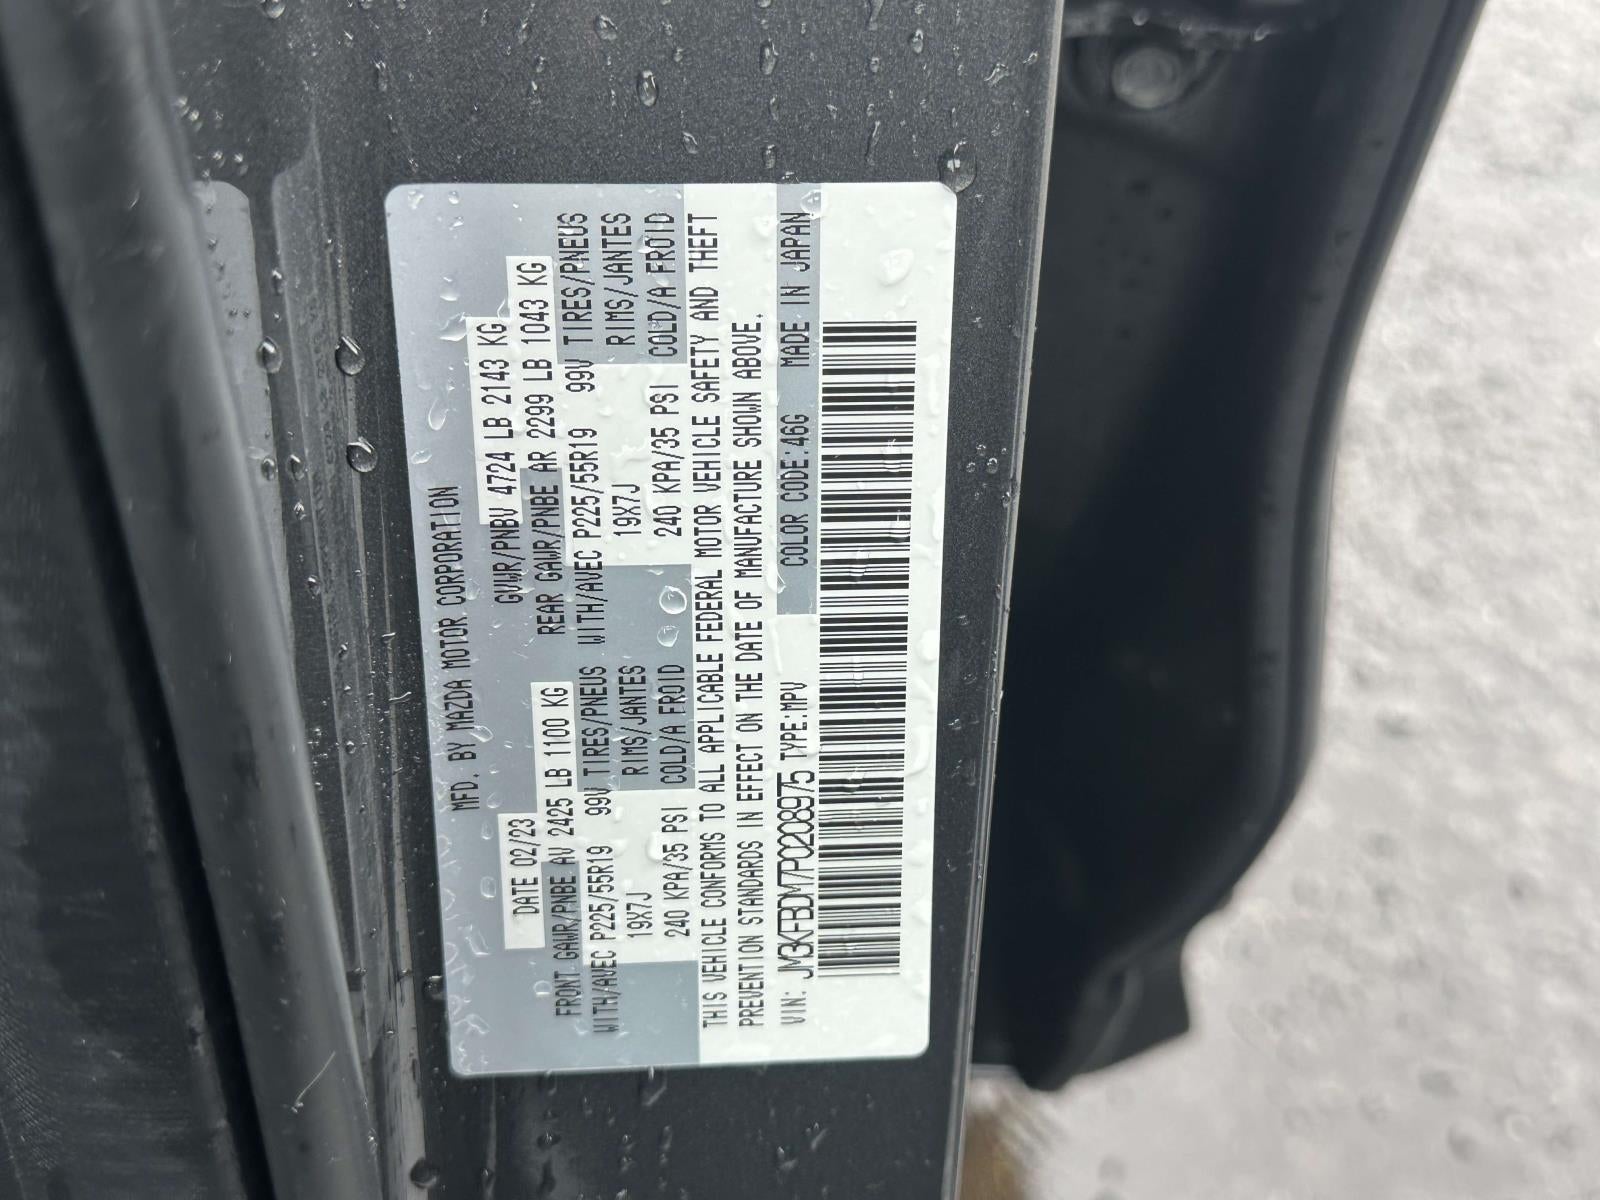 MFD. BY MAZDA MOTOR CORPORATION
DATE 02/23 GVWR/PNBV 4724 LB 2143 KG
FRONT GAWR/PNBE AV 2425 LB 1100 KG REAR GAWR/PNBE AR 2299 LB 1043 KG
WITH/AVEC P225/55R19 99V TIRES/PNEUS WITH/AVEC P225/55R19 99V TIRES/PNEUS
19X7J RIMS/JANTES 19X7J RIMS/JANTES
240 KPA/35 PSI COLD/A FROID 240 KPA/35 PSI COLD/A FROID
THIS VEHICLE CONFORMS TO ALL APPLICABLE FEDERAL MOTOR VEHICLE SAFETY AND THEFT
PREVENTION STANDARDS IN EFFECT ON THE DATE OF MANUFACTURE SHOWN ABOVE.
VIN: JM3KFBDM7P0208975 TYPE:MPV COLOR CODE:46G MADE IN JAPAN